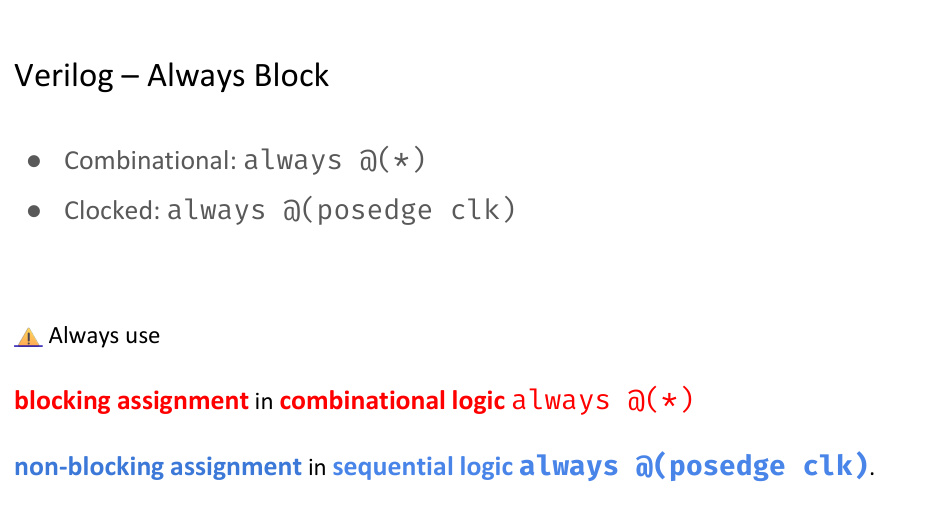 Verilog – Always Block
● Combinational: always @(*)
● Clocked: always @(posedge clk)
⚠️ Always use
blocking assignment in combinational logic always @(*)
non-blocking assignment in sequential logic always @(posedge clk).